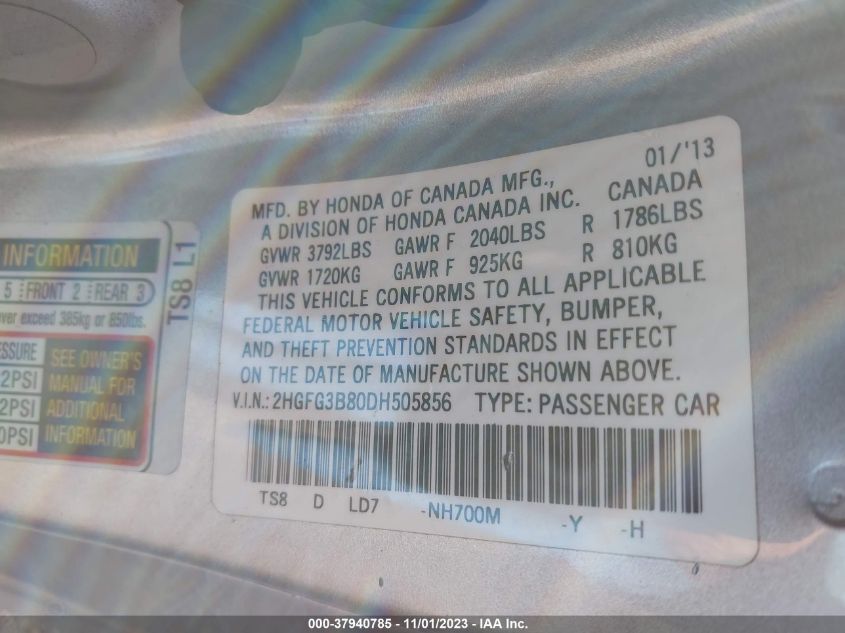 01/'13
MFD. BY HONDA OF CANADA MFG., CANADA
A DIVISION OF HONDA CANADA INC.
GVWR 3792LBS GAWR F 2040LBS R 1786LBS
GVWR 1720KG GAWR F 925KG R 810KG
THIS VEHICLE CONFORMS TO ALL APPLICABLE
FEDERAL MOTOR VEHICLE SAFETY, BUMPER,
AND THEFT PREVENTION STANDARDS IN EFFECT
ON THE DATE OF MANUFACTURE SHOWN ABOVE.
V.I.N.: 2HGFG3B80DH505856 TYPE: PASSENGER CAR
TS8 D LD7 -NH700M -Y -H
INFORMATION
5 FRONT 2 REAR 3
exceed 385kg or 850lbs.
SEE OWNER'S
MANUAL FOR
ADDITIONAL
INFORMATION
TS8 L1
000-37940785 - 11/01/2023 - IAA Inc.